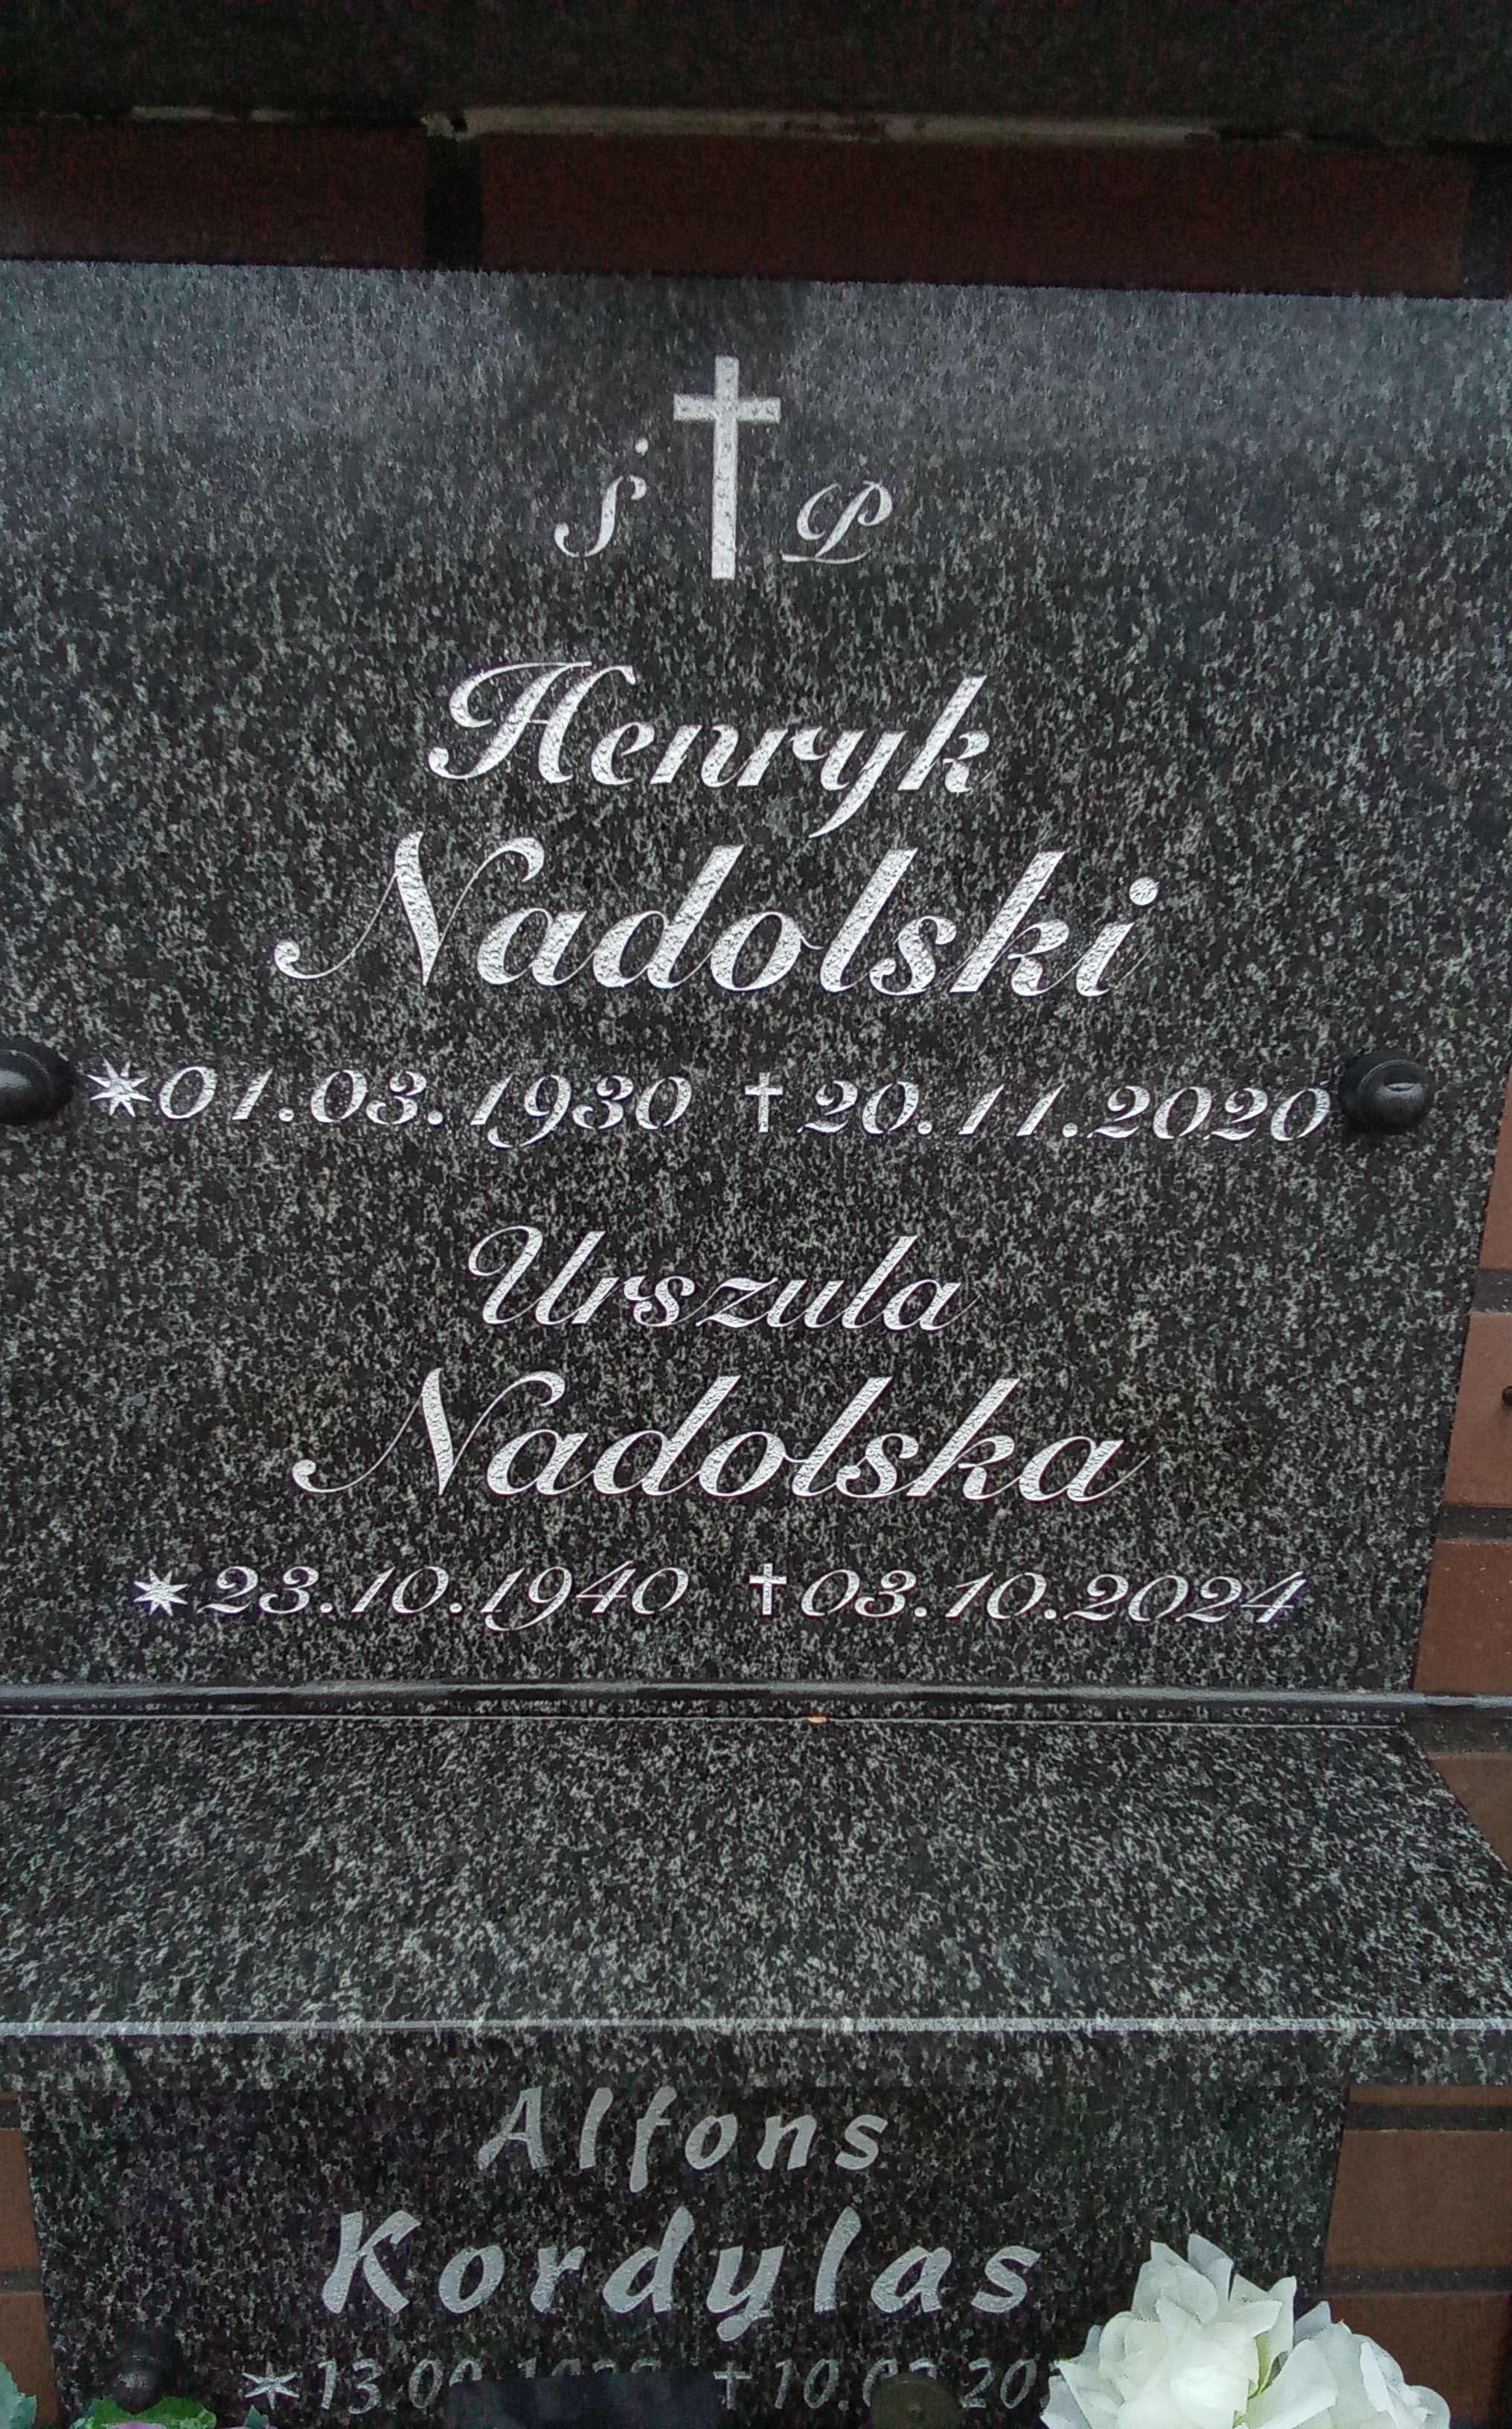 Ś P
Henryk
Nadolski
*01.03.1930 †20.11.2020
Urszula
Nadolska
*23.10.1940 †03.10.2024
Alfons
Kordylas